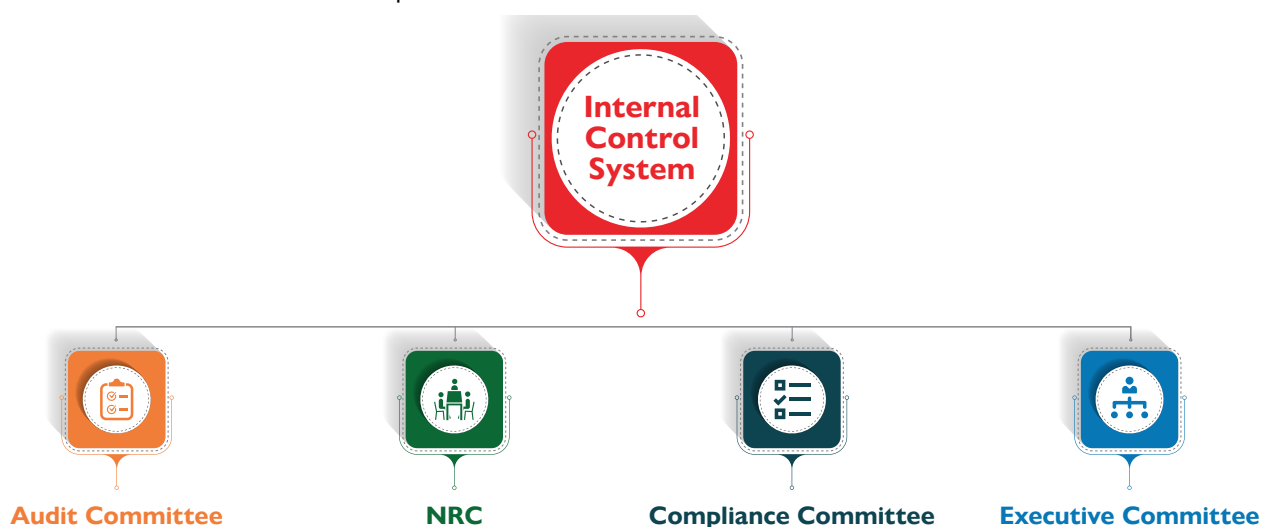 Internal
Control
System
Audit Committee
NRC
Compliance Committee
Executive Committee